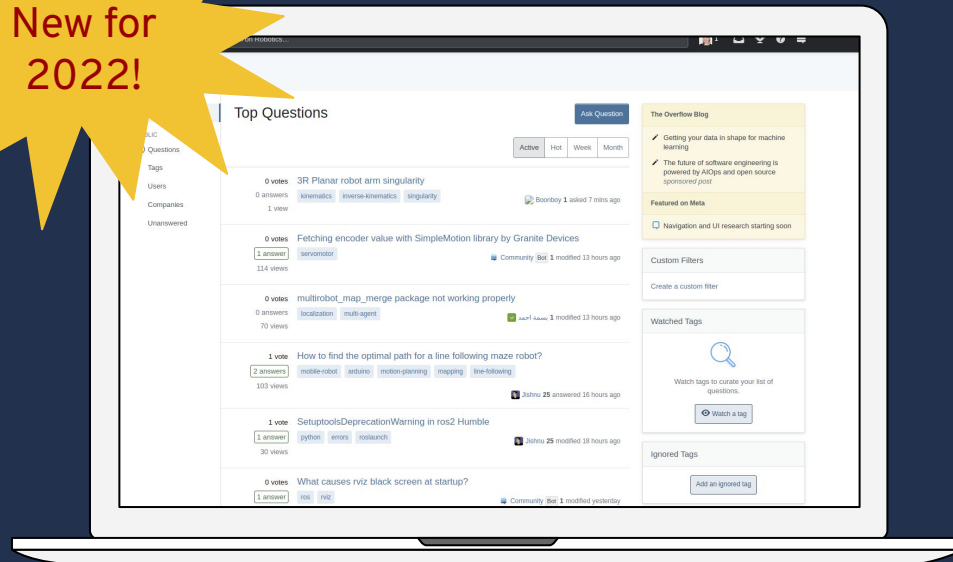 New for
2022!
on Robotics...
1
Top Questions
Ask Question
Questions
Tags
Users
Companies
Unanswered
Active Hot Week Month
0 votes
0 answers
1 view
3R Planar robot arm singularity
kinematics inverse-kinematics singularity
Boonboy 1 asked 7 mins ago
0 votes
1 answer
114 views
Fetching encoder value with SimpleMotion library by Granite Devices
servomotor
Community Bot 1 modified 13 hours ago
0 votes
0 answers
70 views
multirobot_map_merge package not working properly
localization multi-agent
بسمة احمد 1 modified 13 hours ago
1 vote
2 answers
103 views
How to find the optimal path for a line following maze robot?
mobile-robot arduino motion-planning mapping line-following
Jishnu 25 answered 16 hours ago
1 vote
1 answer
30 views
SetuptoolsDeprecationWarning in ros2 Humble
python errors roslaunch
Jishnu 25 modified 18 hours ago
0 votes
1 answer
What causes rviz black screen at startup?
ros rviz
Community Bot 1 modified yesterday
The Overflow Blog
Getting your data in shape for machine
learning
The future of software engineering is
powered by AIOps and open source
sponsored post
Featured on Meta
Navigation and UI research starting soon
Custom Filters
Create a custom filter
Watched Tags
Watch tags to curate your list of
questions.
Watch a tag
Ignored Tags
Add an ignored tag